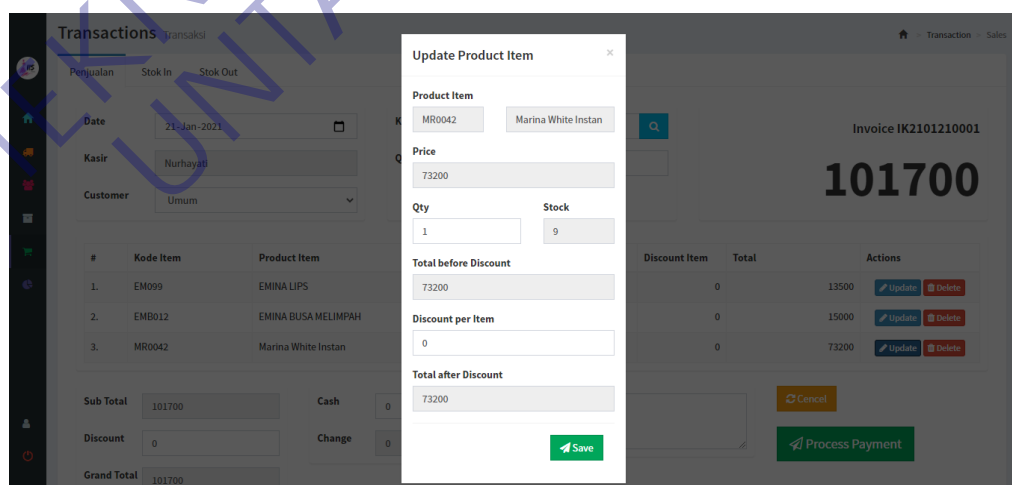 Transactions Transaksi
Transaction > Sales
Penjualan Stok In Stok Out
Date 21-Jan-2021
Kasir Nurhayati
Customer Umum
Invoice IK2101210001
101700
Update Product Item ×
Product Item
MR0042 Marina White Instan
Price
73200
Qty Stock
1 9
Total before Discount
73200
Discount per Item
0
Total after Discount
73200
Save
# Kode Item Product Item Discount Item Total Actions
1. EM099 EMINA LIPS 0 13500 Update Delete
2. EMB012 EMINA BUSA MELIMPAH 0 15000 Update Delete
3. MR0042 Marina White Instan 0 73200 Update Delete
Sub Total 101700
Discount 0
Grand Total 101700
Cash 0
Change 0
Cencel
Process Payment